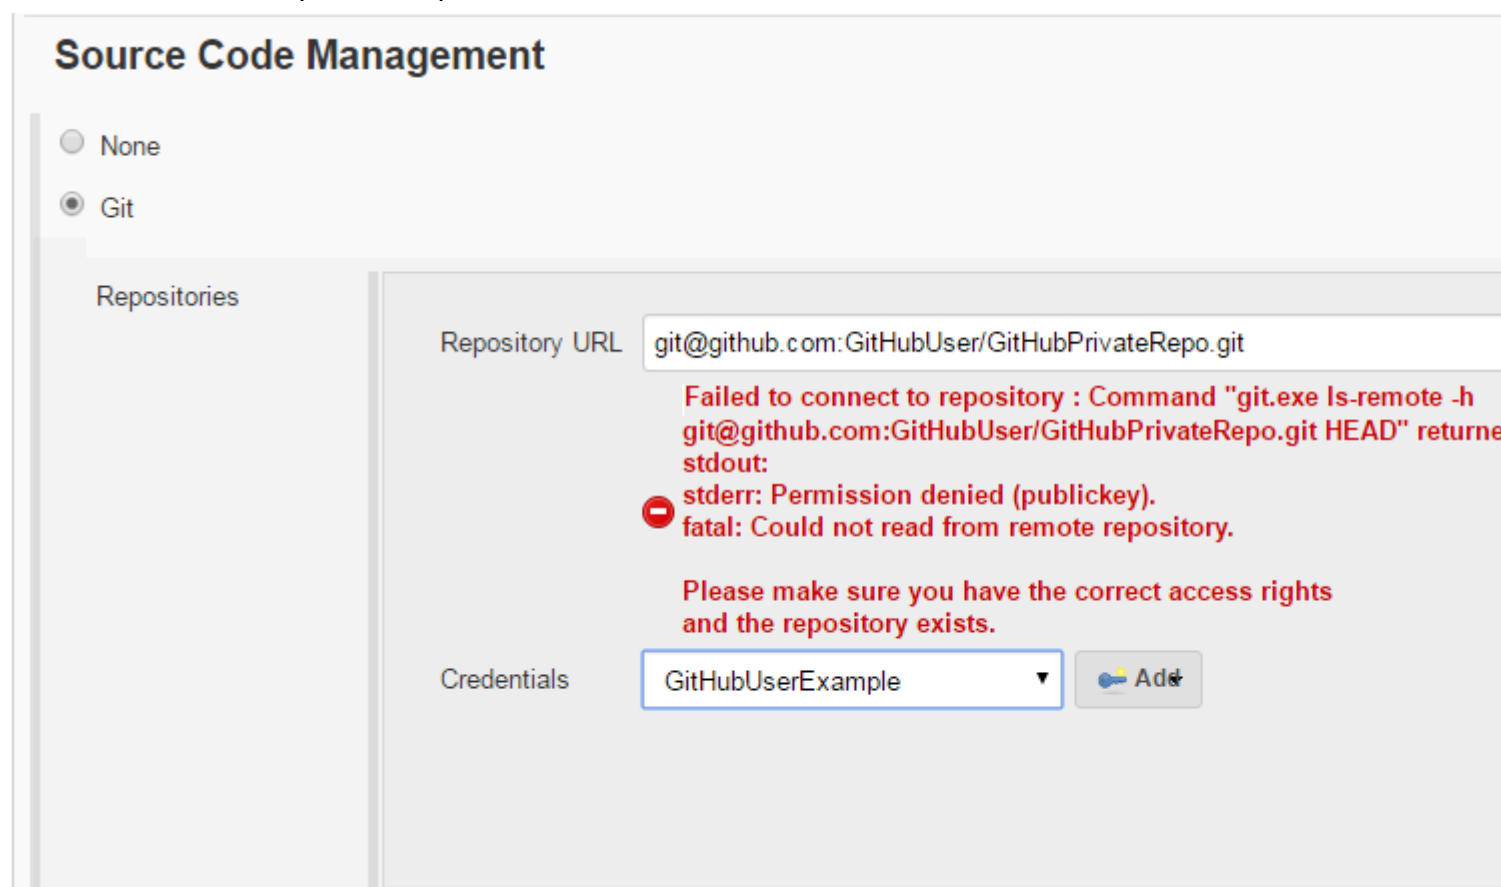 Source Code Management
None
Git
Repositories
Repository URL
git@github.com:GitHubUser/GitHubPrivateRepo.git
Failed to connect to repository : Command "git.exe ls-remote -h
git@github.com:GitHubUser/GitHubPrivateRepo.git HEAD" returne
stdout:
stderr: Permission denied (publickey).
fatal: Could not read from remote repository.
Please make sure you have the correct access rights
and the repository exists.
Credentials
GitHubUserExample
Add